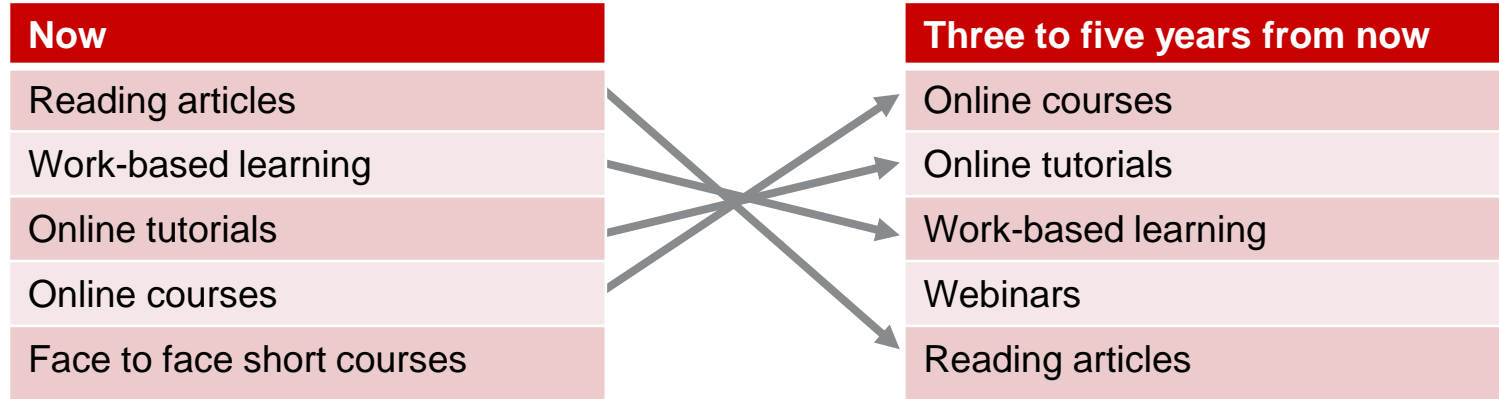 Now
Reading articles
Work-based learning
Online tutorials
Online courses
Face to face short courses
Three to five years from now
Online courses
Online tutorials
Work-based learning
Webinars
Reading articles